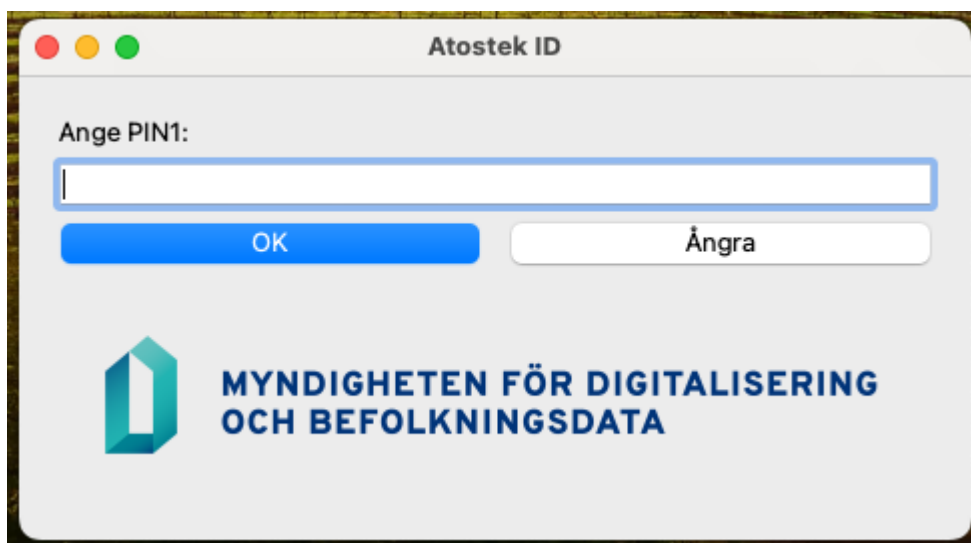 Atostek ID
Ange PIN1:
OK
Ångra
MYNDIGHETEN FÖR DIGITALISERING
OCH BEFOLKNINGSDATA